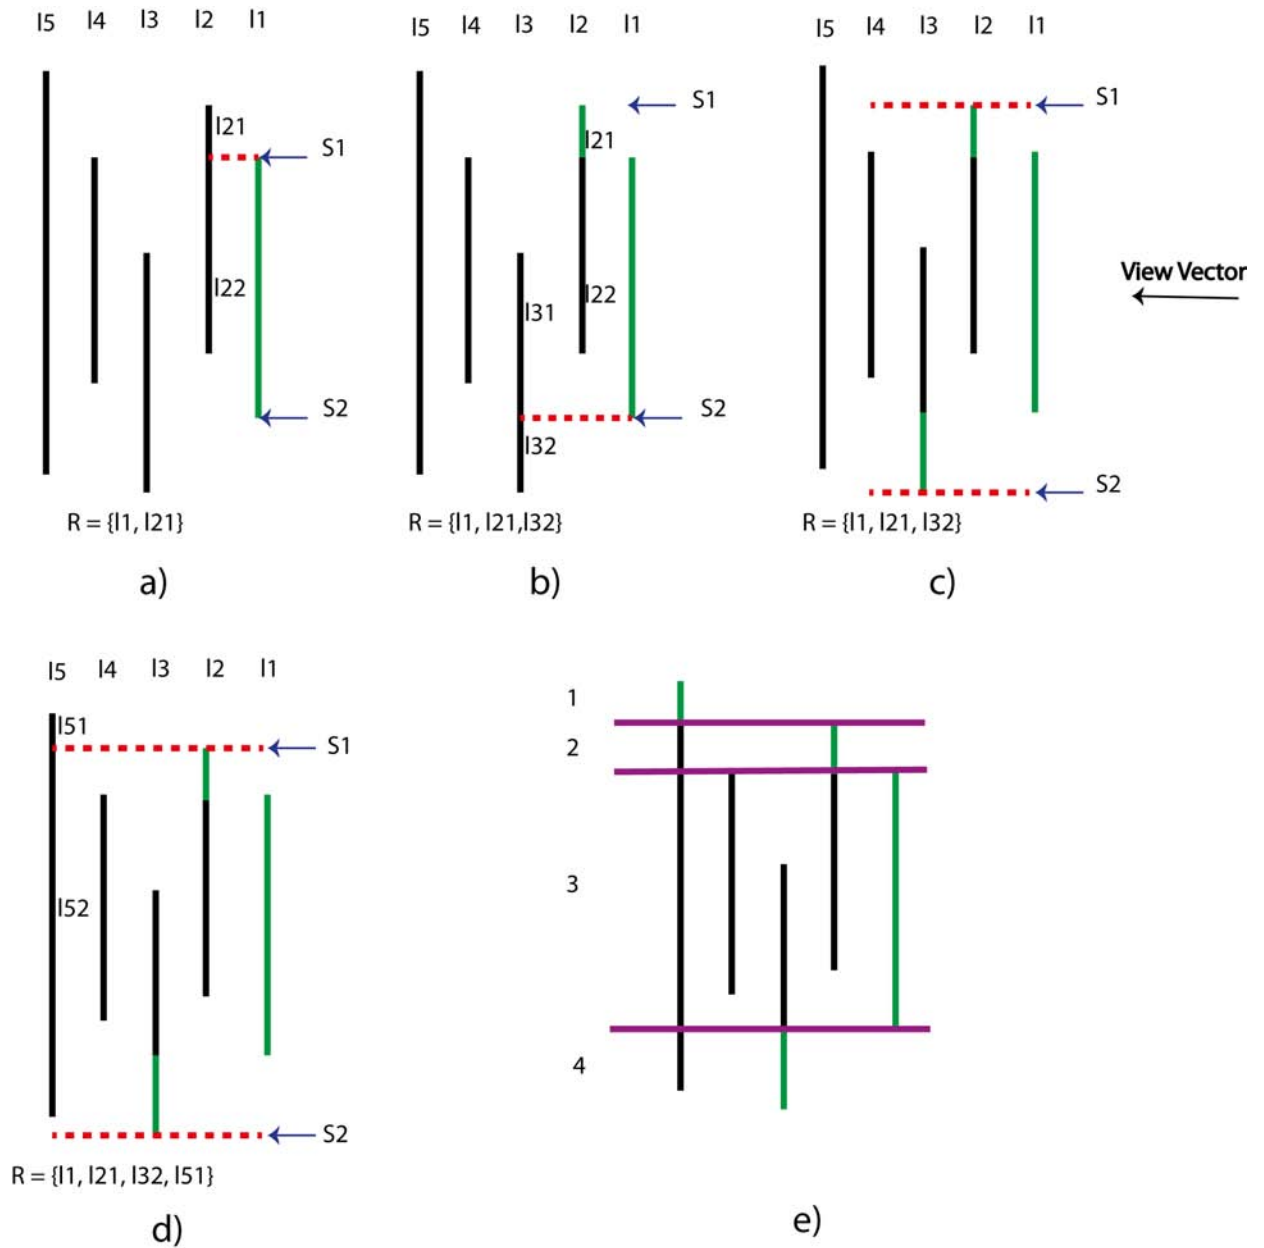 l5 l4 l3 l2 l1
l21
S1
l22
S2
R = {l1, l21}
a)
l5 l4 l3 l2 l1
S1
l21
l22
l31
S2
l32
R = {l1, l21,l32}
b)
l5 l4 l3 l2 l1
S1
View Vector
S2
R = {l1, l21, l32}
c)
l5 l4 l3 l2 l1
l51
S1
l52
S2
R = {l1, l21, l32, l51}
d)
1
2
3
4
e)